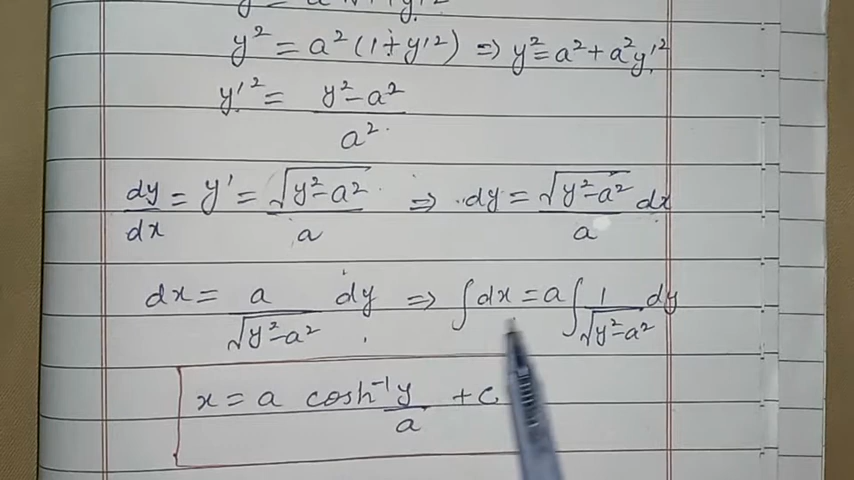 y² = a²(1+y'²) ⇒ y² = a² + a²y'²
y'² = (y²-a²)/a²
dy/dx = y' = √(y²-a²)/a ⇒ dy = √(y²-a²)/a dx
dx = a/√(y²-a²) dy ⇒ ∫dx = a∫ 1/√(y²-a²) dy
x = a cosh⁻¹ y/a + c